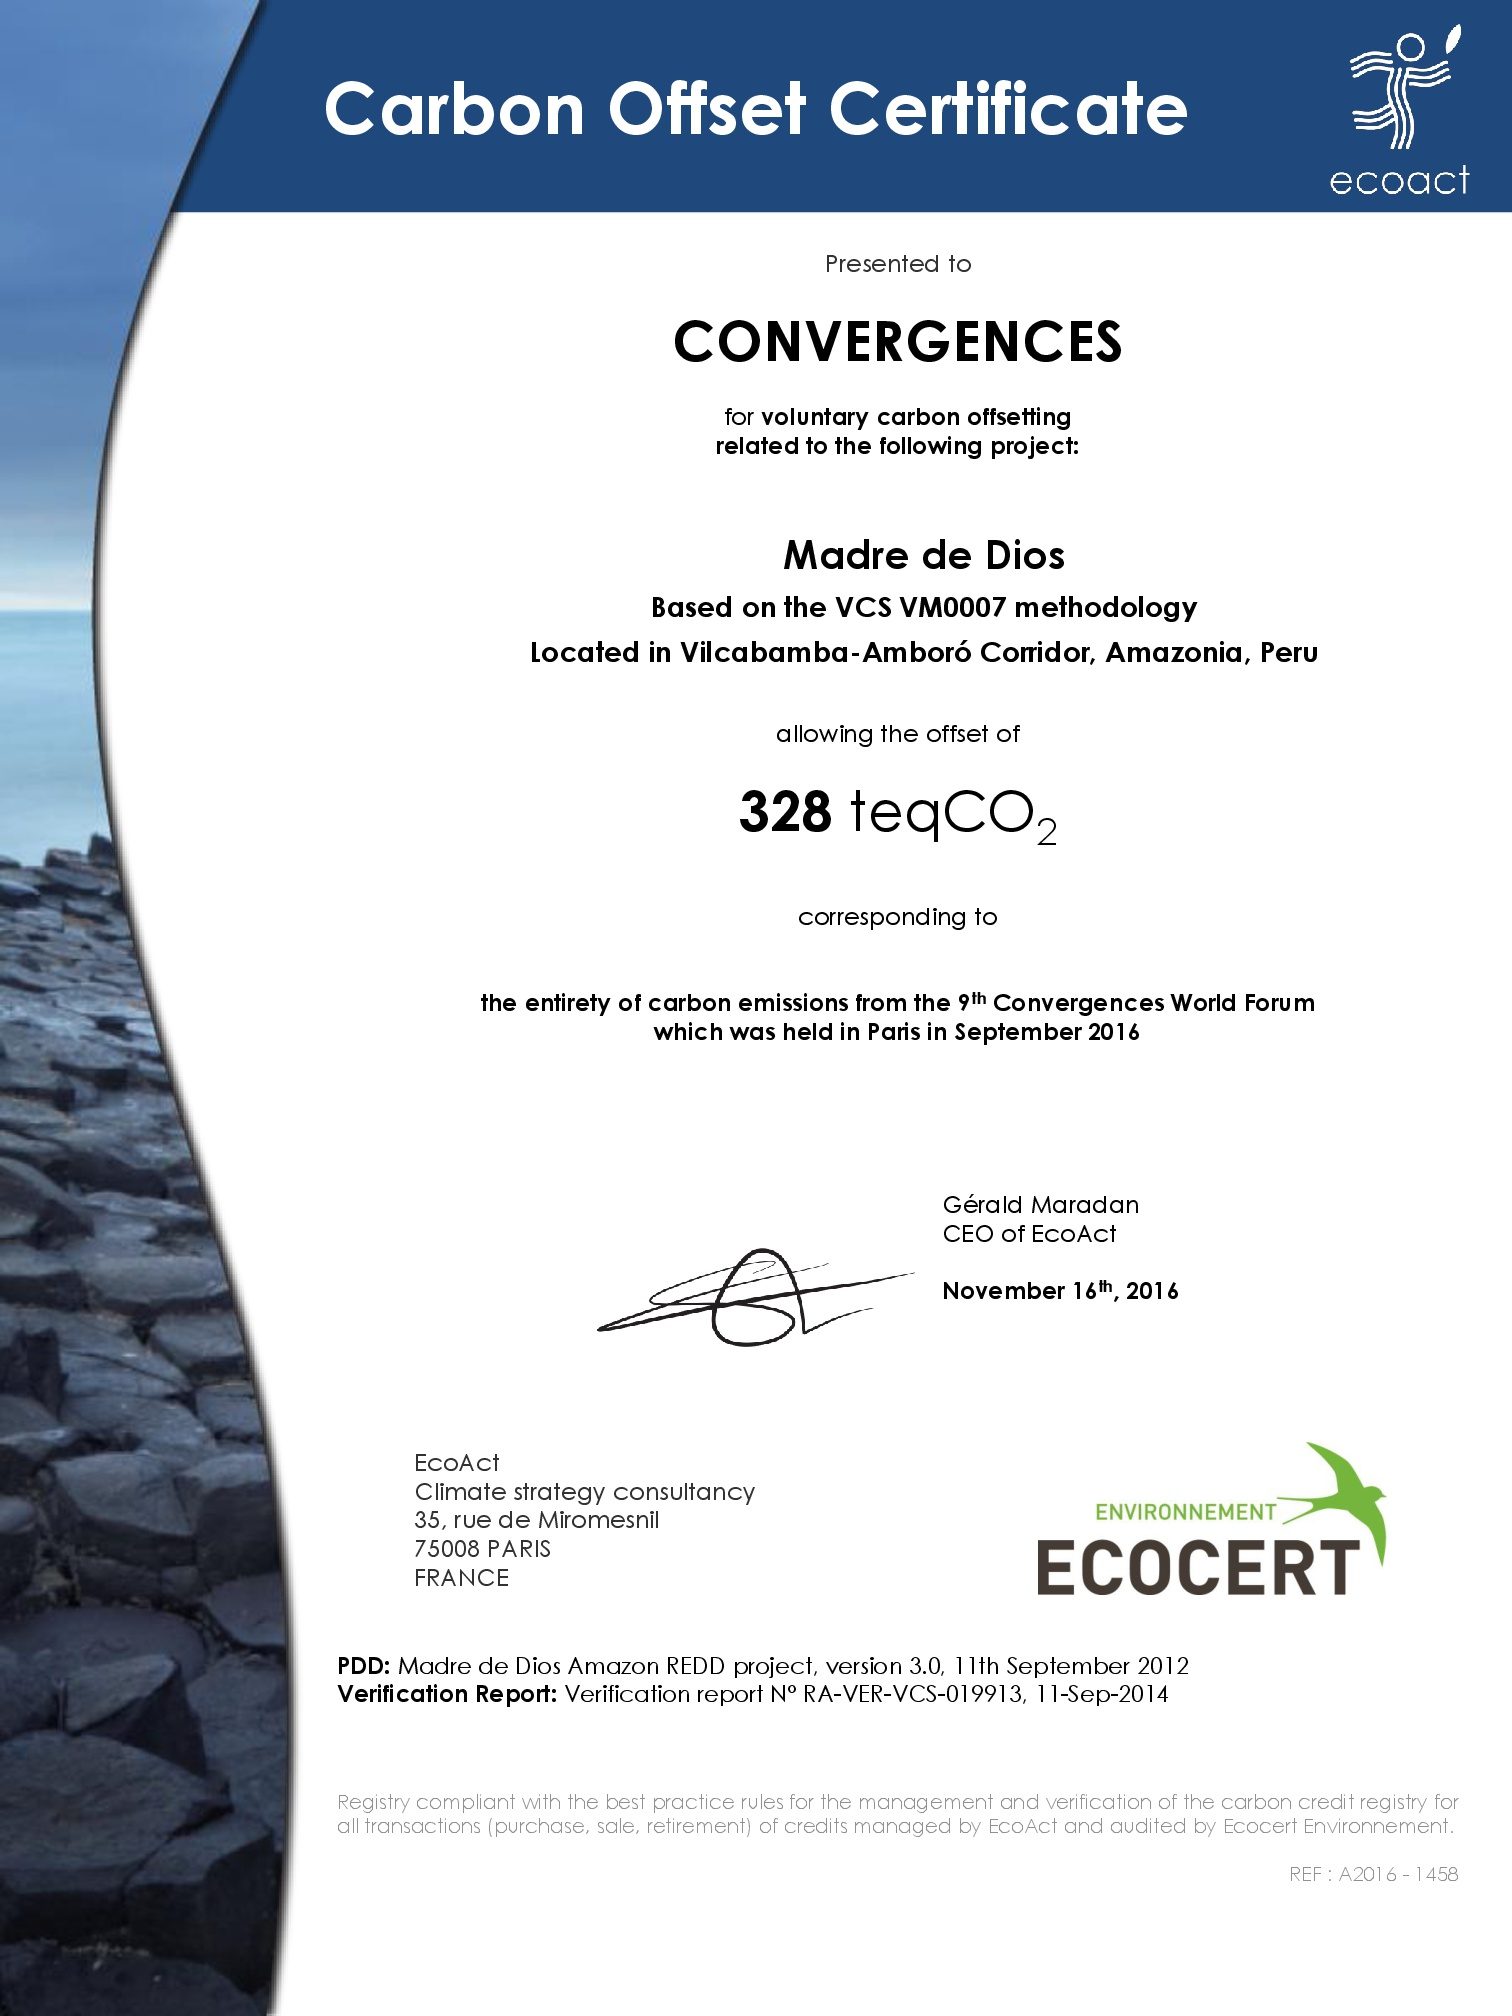 Carbon Offset Certificate
ecoact
Presented to
CONVERGENCES
for voluntary carbon offsetting
related to the following project:
Madre de Dios
Based on the VCS VM0007 methodology
Located in Vilcabamba-Amboró Corridor, Amazonia, Peru
allowing the offset of
328 teqCO₂
corresponding to
the entirety of carbon emissions from the 9th Convergences World Forum
which was held in Paris in September 2016
Gérald Maradan
CEO of EcoAct
November 16th, 2016
EcoAct
Climate strategy consultancy
35, rue de Miromesnil
75008 PARIS
FRANCE
ENVIRONNEMENT
ECOCERT
PDD: Madre de Dios Amazon REDD project, version 3.0, 11th September 2012
Verification Report: Verification report N° RA-VER-VCS-019913, 11-Sep-2014
Registry compliant with the best practice rules for the management and verification of the carbon credit registry for
all transactions (purchase, sale, retirement) of credits managed by EcoAct and audited by Ecocert Environnement.
REF : A2016 - 1458